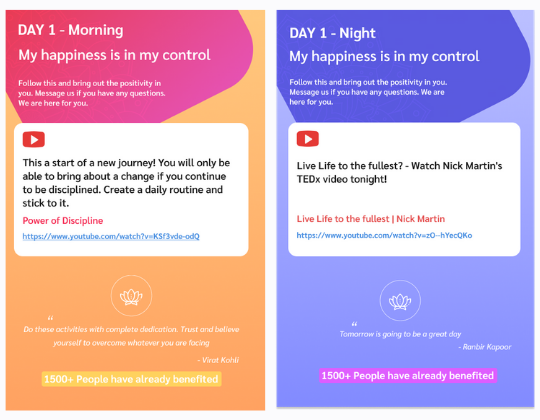 DAY 1 - Morning
My happiness is in my control
Follow this and bring out the positivity in
you. Message us if you have any questions.
We are here for you.
This a start of a new journey! You will only be
able to bring about a change if you continue
to be disciplined. Create a daily routine and
stick to it.
Power of Discipline
https://www.youtube.com/watch?v=KSf3vde-odQ
“
Do these activities with complete dedication. Trust and believe
yourself to overcome whatever you are facing
- Virat Kohli
1500+ People have already benefited
DAY 1 - Night
My happiness is in my control
Follow this and bring out the positivity in you.
Message us if you have any questions. We are
here for you.
Live Life to the fullest? - Watch Nick Martin's
TEDx video tonight!
Live Life to the fullest | Nick Martin
https://www.youtube.com/watch?v=zO--hYecQKo
“
Tomorrow is going to be a great day
- Ranbir Kapoor
1500+ People have already benefited